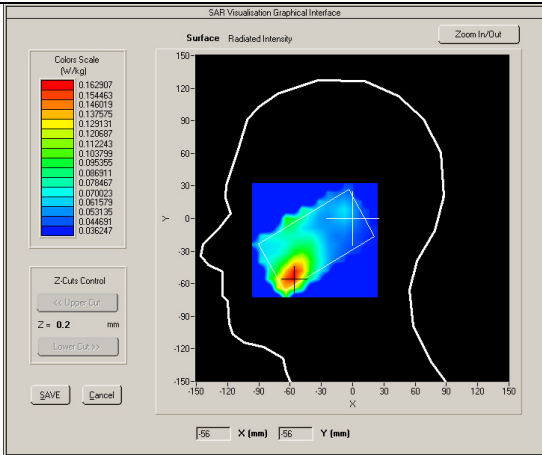 SAR Visualisation Graphical Interface
Surface Radiated Intensity
Zoom In/Out
Colors Scale
(W/kg)
0.162907
0.154463
0.146019
0.137575
0.129131
0.120687
0.112243
0.103799
0.095355
0.086911
0.078467
0.070023
0.061579
0.053135
0.044691
0.036247
Z-Cuts Control
<< Upper Cut
Z = 0.2 mm
Lower Cut >>
SAVE Cancel
150-
120-
90-
60-
30-
0-
-30-
-60-
-90-
-120-
-150-
Y
-150 -120 -90 -60 -30 0 30 60 90 120 150
X
-56 X (mm) -56 Y (mm)